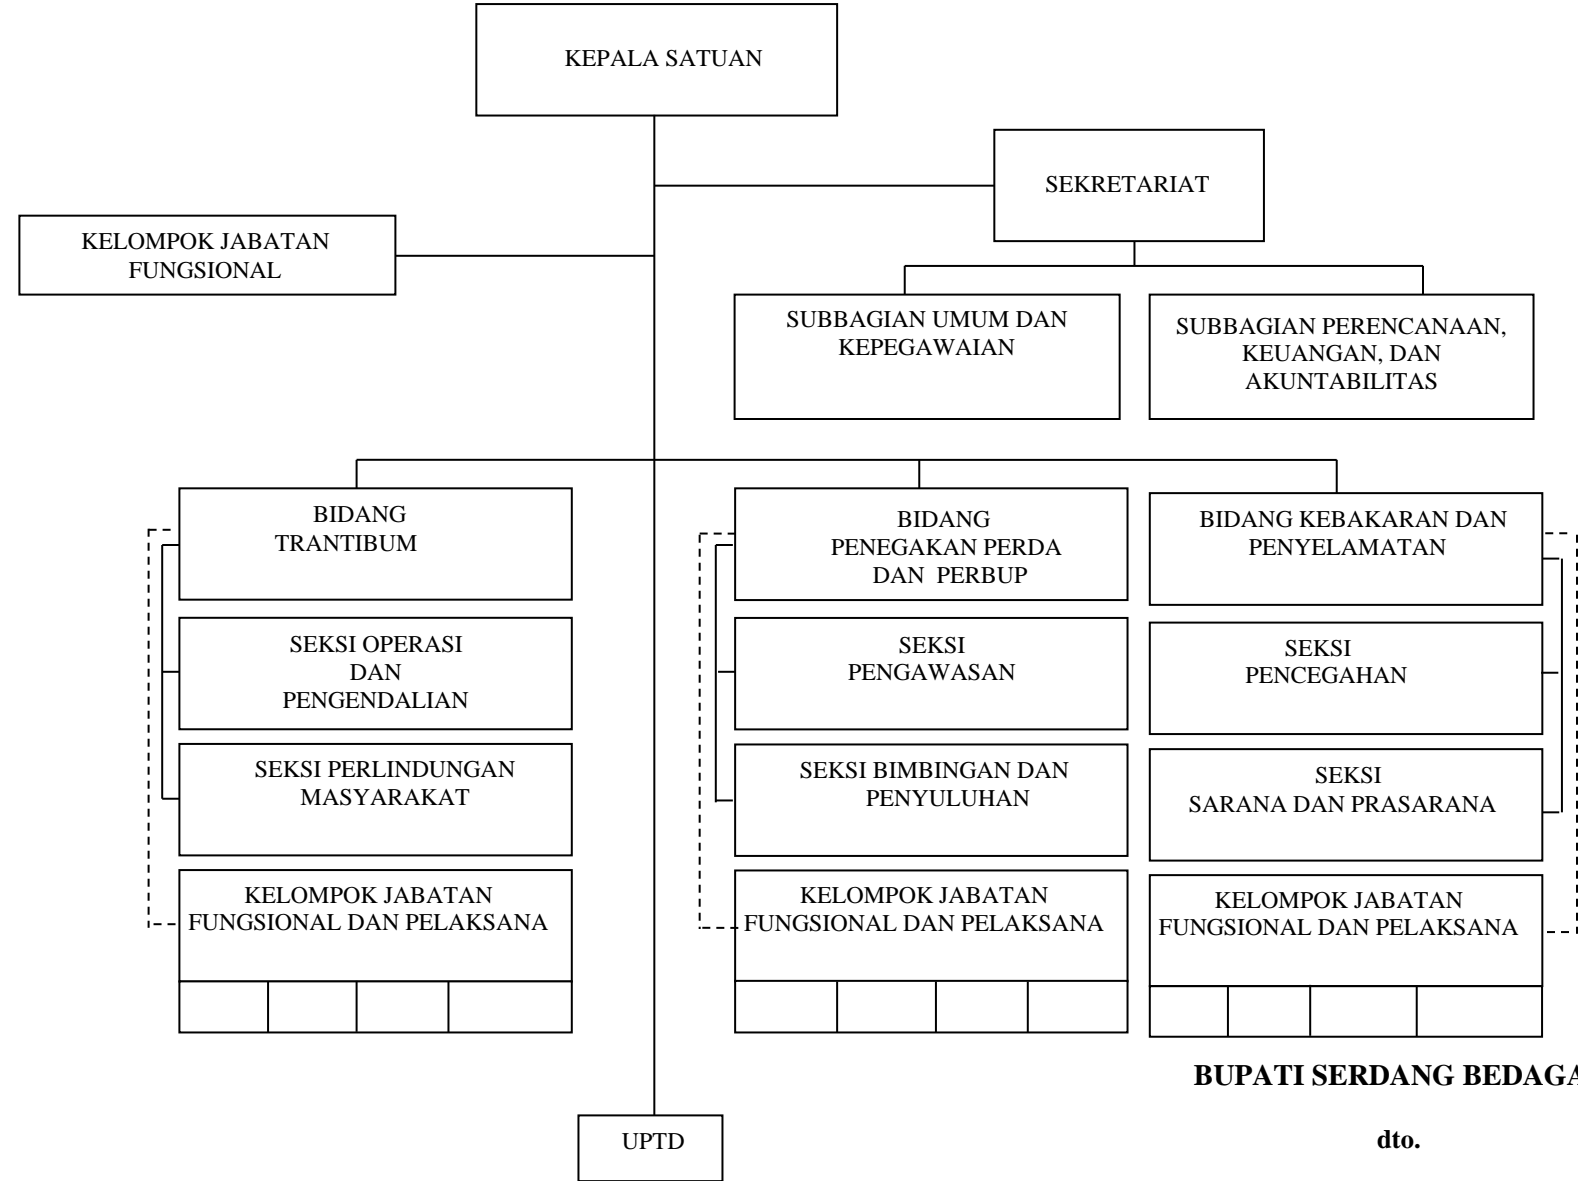 KEPALA SATUAN
SEKRETARIAT
KELOMPOK JABATAN
FUNGSIONAL
SUBBAGIAN UMUM DAN
KEPEGAWAIAN
SUBBAGIAN PERENCANAAN,
KEUANGAN, DAN
AKUNTABILITAS
BIDANG
TRANTIBUM
SEKSI OPERASI
DAN
PENGENDALIAN
SEKSI PERLINDUNGAN
MASYARAKAT
KELOMPOK JABATAN
FUNGSIONAL DAN PELAKSANA
BIDANG
PENEGAKAN PERDA
DAN PERBUP
SEKSI
PENGAWASAN
SEKSI BIMBINGAN DAN
PENYULUHAN
KELOMPOK JABATAN
FUNGSIONAL DAN PELAKSANA
BIDANG KEBAKARAN DAN
PENYELAMATAN
SEKSI
PENCEGAHAN
SEKSI
SARANA DAN PRASARANA
KELOMPOK JABATAN
FUNGSIONAL DAN PELAKSANA
UPTD
BUPATI SERDANG BEDAGA
dto.